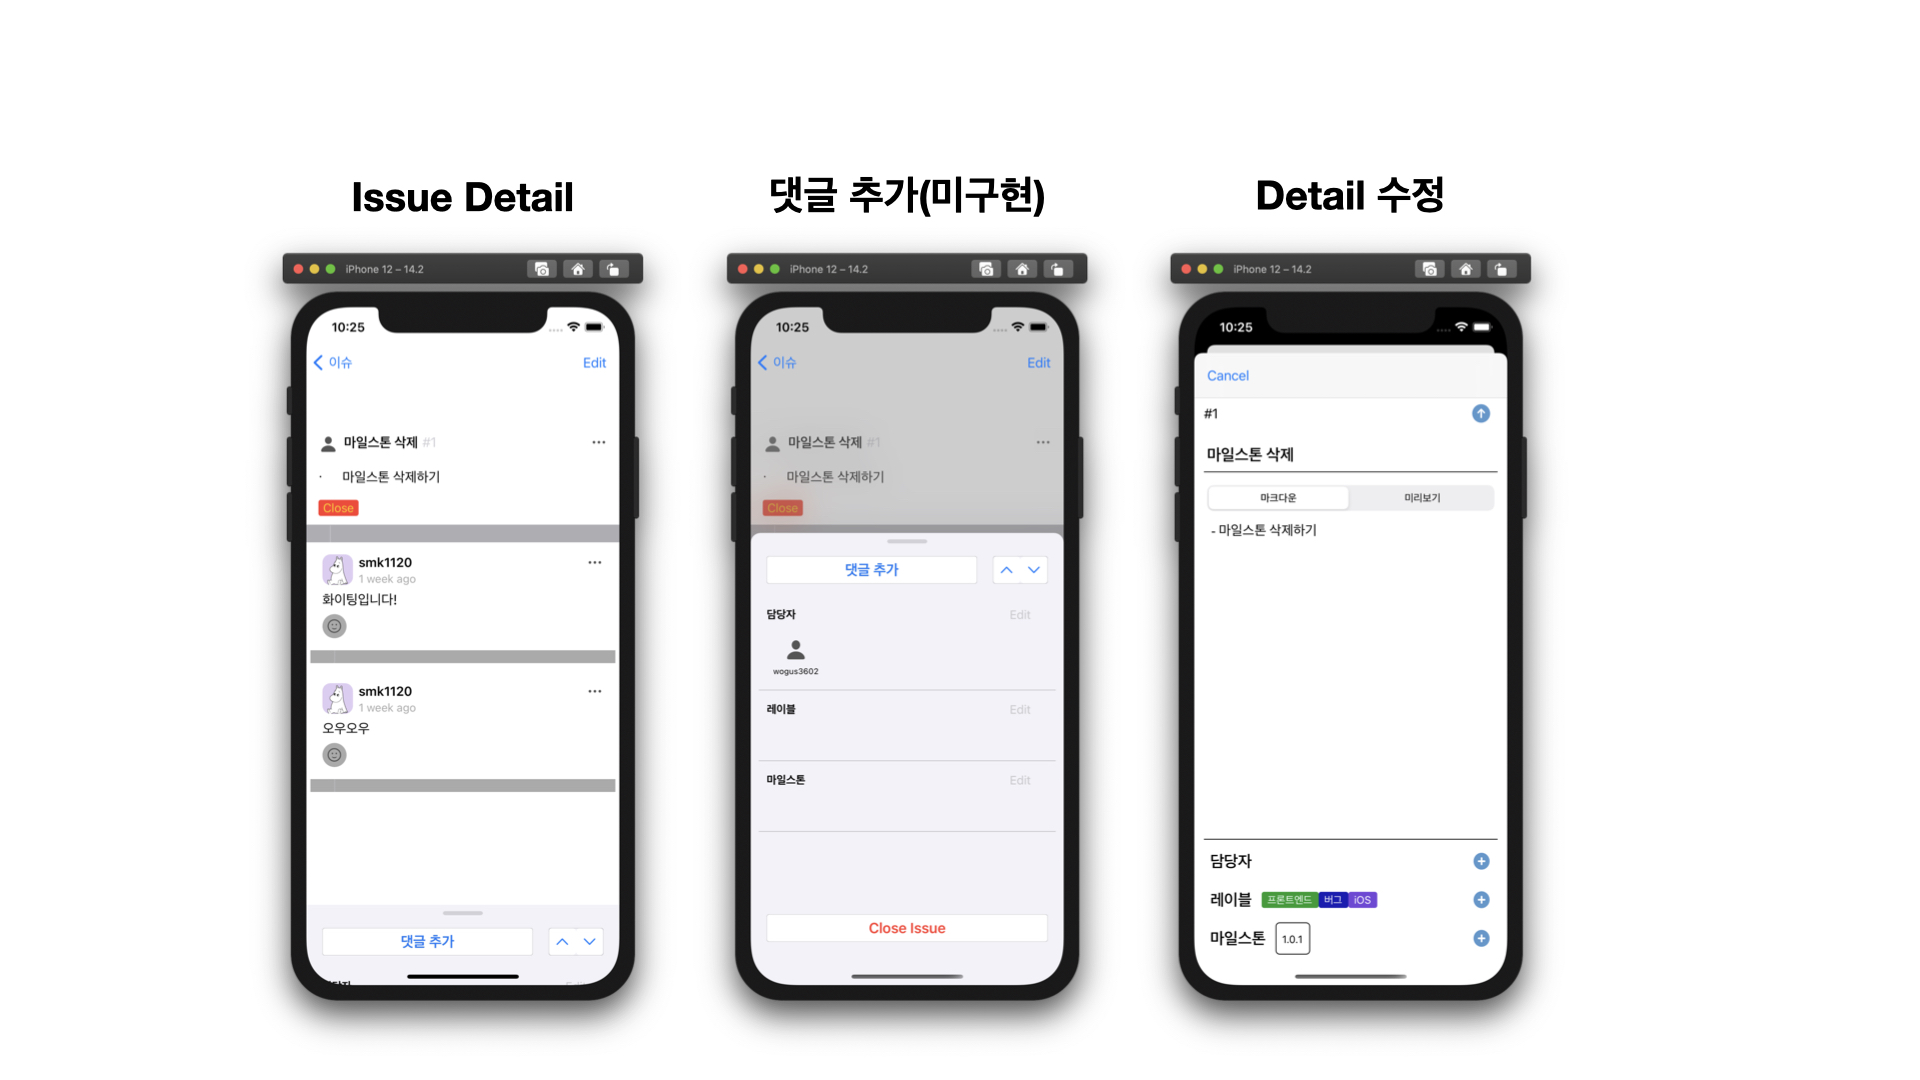 Issue Detail
iPhone 12 – 14.2
10:25
이슈
Edit
마일스톤 삭제 #1
· 마일스톤 삭제하기
Close
smk1120
1 week ago
화이팅입니다!
smk1120
1 week ago
오우오우
댓글 추가
댓글 추가(미구현)
iPhone 12 – 14.2
10:25
이슈
Edit
마일스톤 삭제 #1
· 마일스톤 삭제하기
Close
댓글 추가
담당자 Edit
wogus3602
레이블 Edit
마일스톤 Edit
Close Issue
Detail 수정
iPhone 12 – 14.2
10:25
Cancel
#1
마일스톤 삭제
마크다운 미리보기
- 마일스톤 삭제하기
담당자
레이블 프론트엔드 버그 iOS
마일스톤 1.0.1